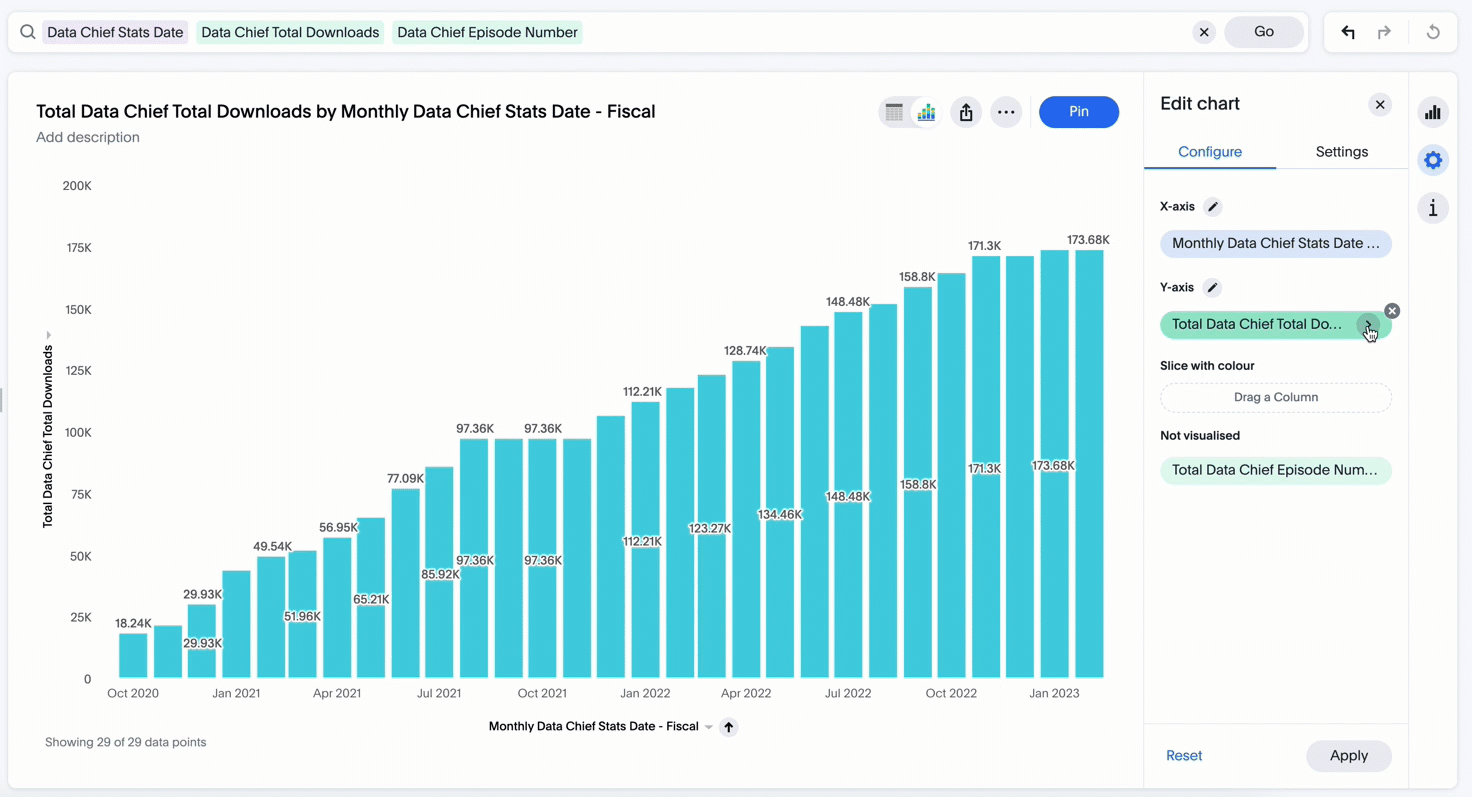 Data Chief Stats Date Data Chief Total Downloads Data Chief Episode Number Go
Total Data Chief Total Downloads by Monthly Data Chief Stats Date - Fiscal
Add description
Pin
200K
175K
150K
125K
100K
75K
50K
25K
0
Total Data Chief Total Downloads
18.24K
29.93K
29.93K
49.54K
51.96K
56.95K
65.21K
77.09K
85.92K
97.36K
97.36K
97.36K
97.36K
112.21K
112.21K
123.27K
128.74K
134.46K
148.48K
148.48K
158.8K
158.8K
171.3K
171.3K
173.68K
173.68K
Oct 2020 Jan 2021 Apr 2021 Jul 2021 Oct 2021 Jan 2022 Apr 2022 Jul 2022 Oct 2022 Jan 2023
Monthly Data Chief Stats Date - Fiscal
Showing 29 of 29 data points
Edit chart
Configure Settings
X-axis
Monthly Data Chief Stats Date ...
Y-axis
Total Data Chief Total Do...
Slice with colour
Drag a Column
Not visualised
Total Data Chief Episode Num...
Reset Apply